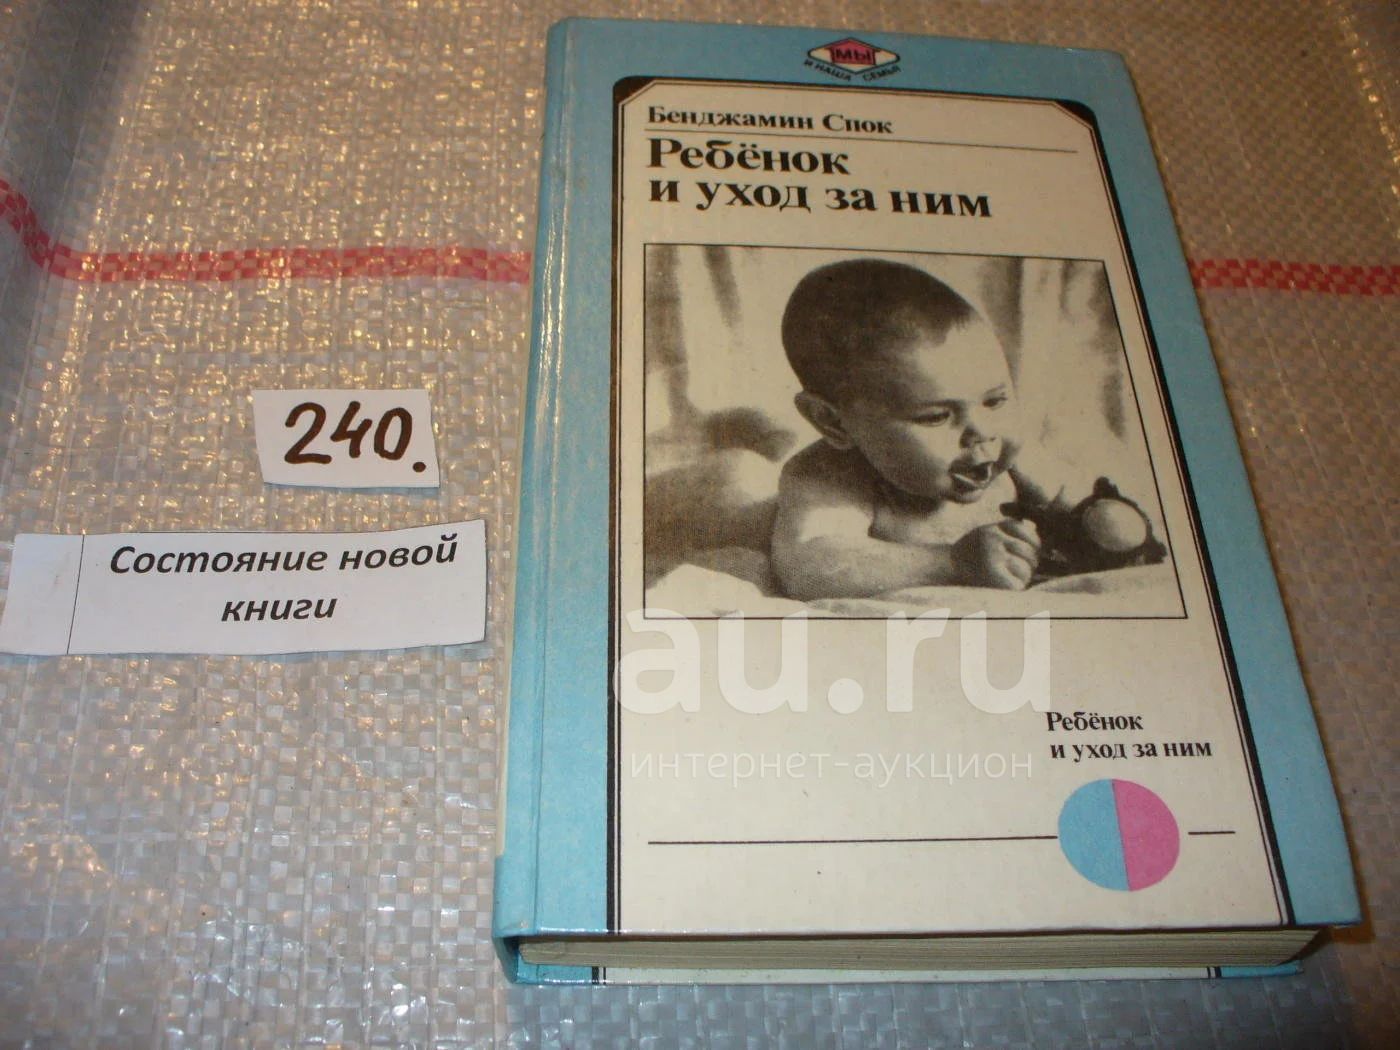 МЫ
И НАША СЕМЬЯ
Бенджамин Спок
Ребёнок
и уход за ним
240.
Состояние новой
книги
au.ru
интернет-аукцион
Ребёнок
и уход за ним